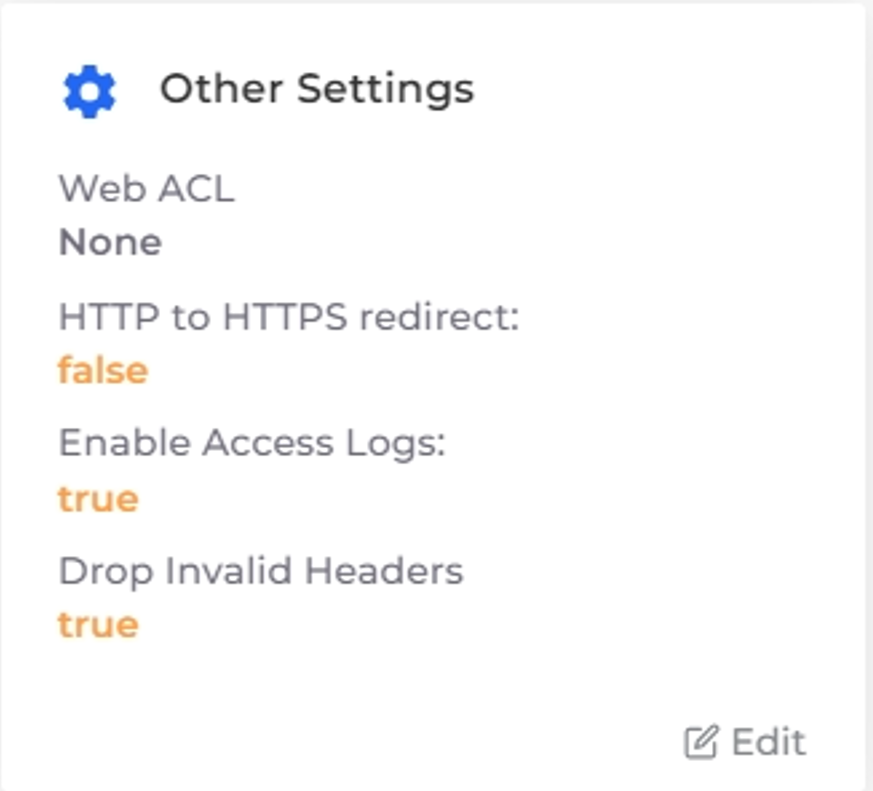 Other Settings
Web ACL
None
HTTP to HTTPS redirect:
false
Enable Access Logs:
true
Drop Invalid Headers
true
Edit